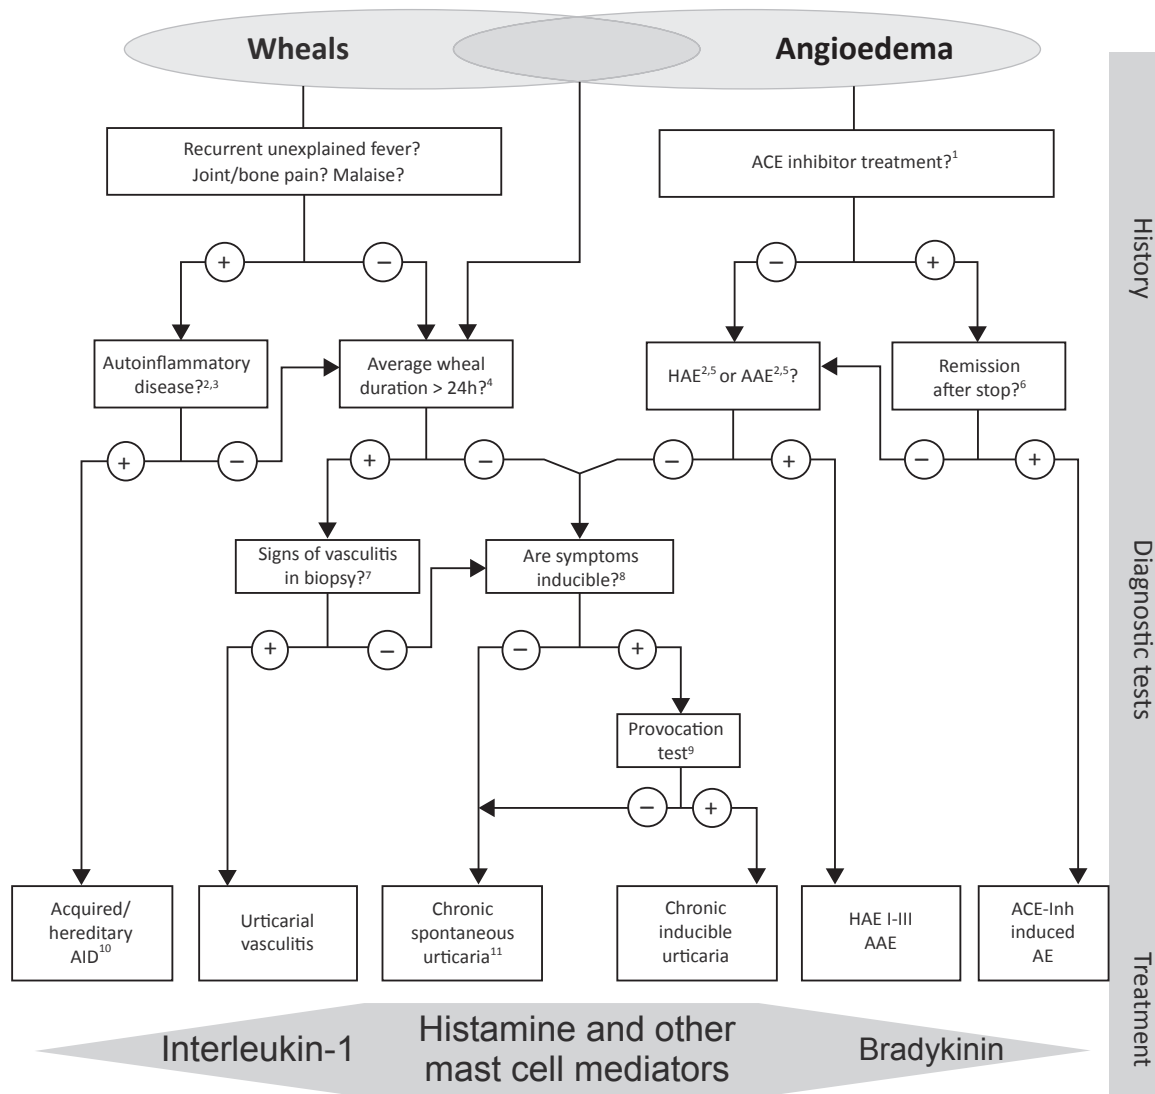 Wheals
Angioedema
Recurrent unexplained fever?
Joint/bone pain? Malaise?
ACE inhibitor treatment?1
+
−
−
+
Autoinflammatory
disease?2,3
Average wheal
duration > 24h?4
HAE2,5 or AAE2,5?
Remission
after stop?6
+
−
+
−
−
+
−
+
Signs of vasculitis
in biopsy?7
Are symptoms
inducible?8
+
−
−
+
Provocation
test9
−
+
Acquired/
hereditary
AID10
Urticarial
vasculitis
Chronic
spontaneous
urticaria11
Chronic
inducible
urticaria
HAE I-III
AAE
ACE-Inh
induced
AE
Interleukin-1
Histamine and other
mast cell mediators
Bradykinin
History
Diagnostic tests
Treatment